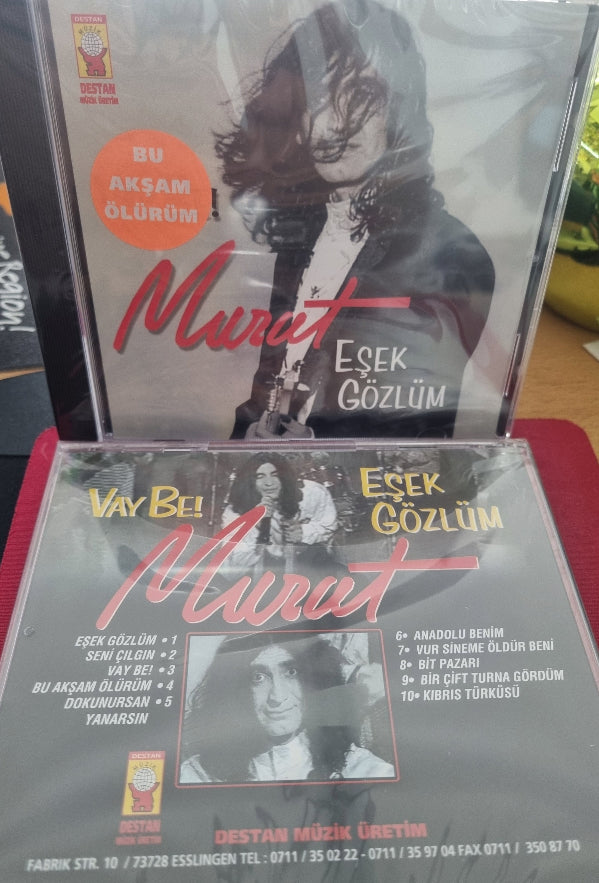 DESTAN
MÜZİK
DESTAN
MÜZİK ÜRETİM
BU
AKŞAM
ÖLÜRÜM!
Murat
EŞEK
GÖZLÜM
VAY BE!
EŞEK
GÖZLÜM
Murat
EŞEK GÖZLÜM • 1
SENİ ÇILGIN • 2
VAY BE! • 3
BU AKŞAM ÖLÜRÜM • 4
DOKUNURSAN • 5
YANARSIN
6• ANADOLU BENİM
7• VUR SİNEME ÖLDÜR BENİ
8• BİT PAZARI
9• BİR ÇİFT TURNA GÖRDÜM
10• KIBRIS TÜRKÜSÜ
DESTAN
MÜZİK
DESTAN
MÜZİK ÜRETİM
DESTAN MÜZİK ÜRETİM
FABRIK STR. 10 / 73728 ESSLINGEN TEL : 0711 / 35 02 22 - 0711 / 35 97 04 FAX 0711 / 350 87 70